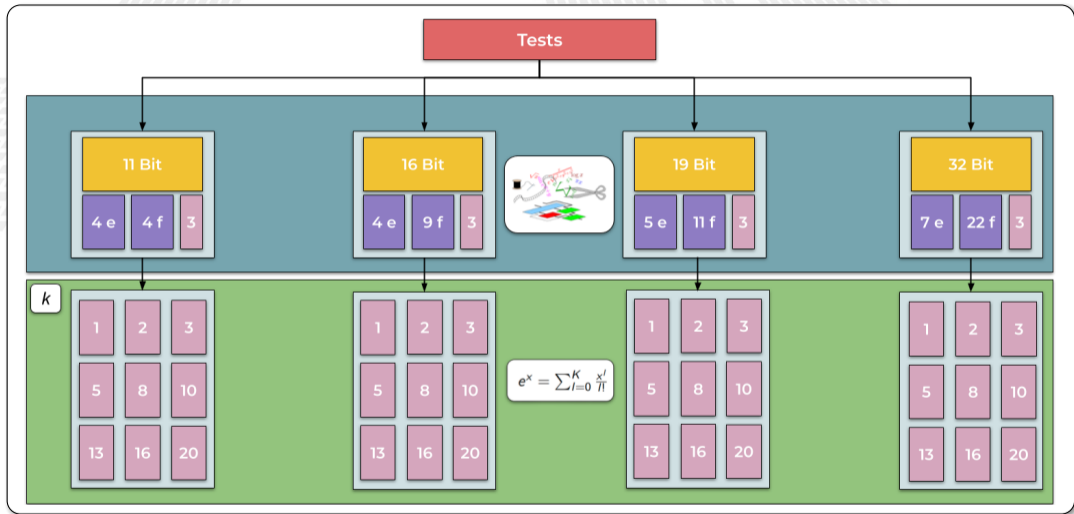 Tests
11 Bit
16 Bit
19 Bit
32 Bit
4 e 4 f 3
4 e 9 f 3
5 e 11 f 3
7 e 22 f 3
k
1 2 3
5 8 10
13 16 20
1 2 3
5 8 10
13 16 20
e^x = \sum_{l=0}^{K} \frac{x^l}{l!}
1 2 3
5 8 10
13 16 20
1 2 3
5 8 10
13 16 20